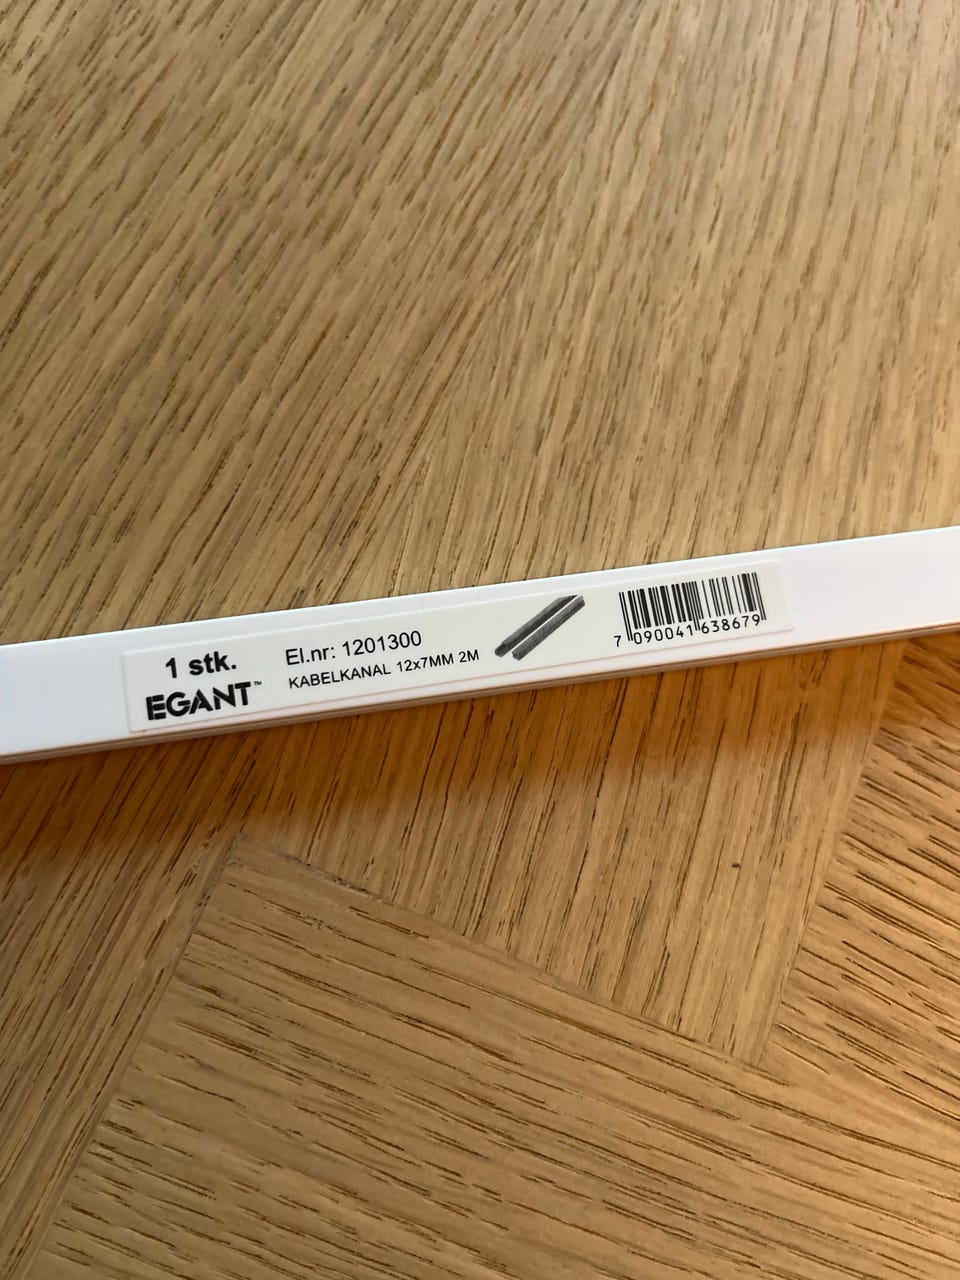 1 stk.
EGANT™
El.nr: 1201300
KABELKANAL 12x7MM 2M
7 090041 638679